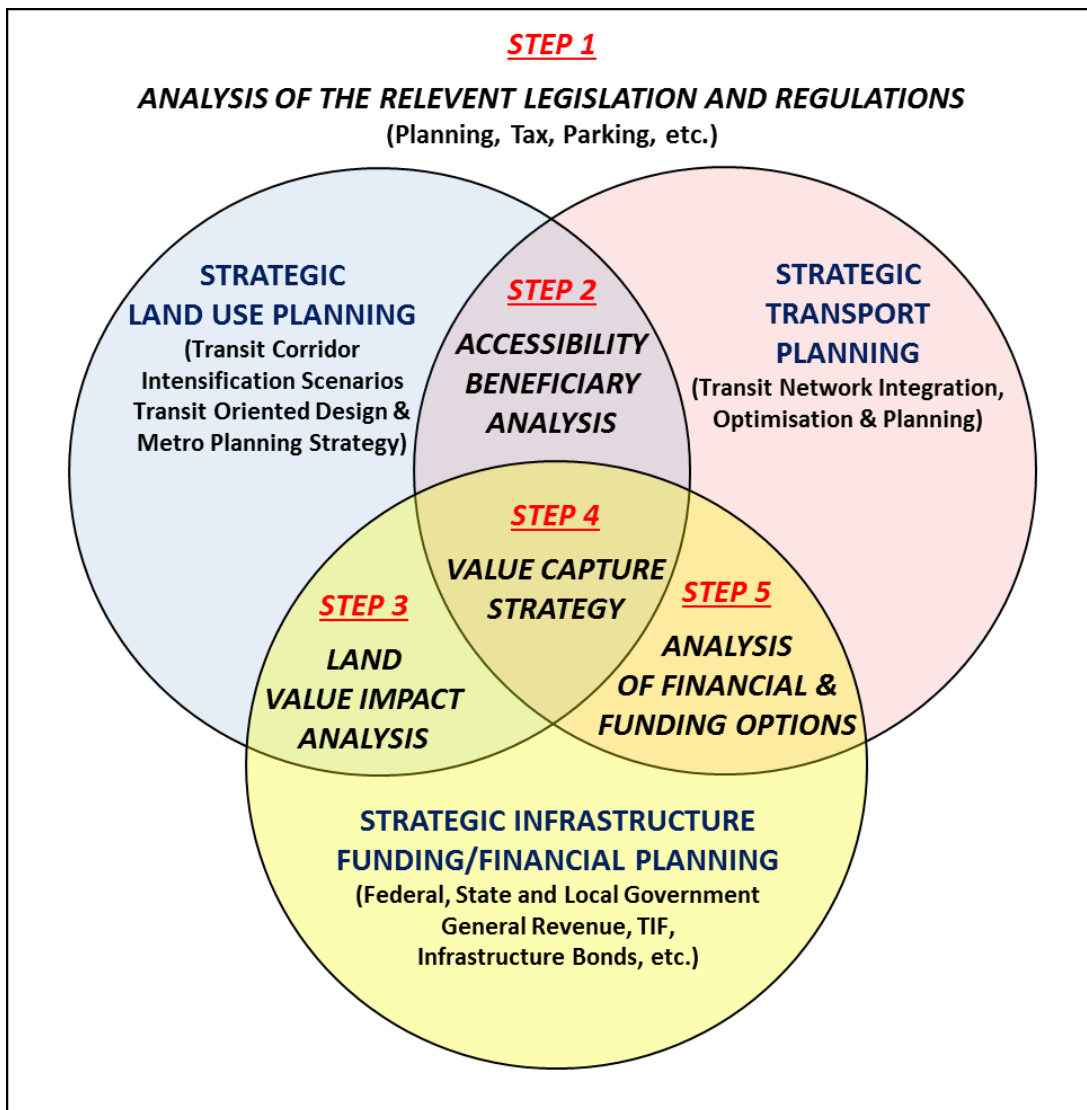 STEP 1
ANALYSIS OF THE RELEVENT LEGISLATION AND REGULATIONS
(Planning, Tax, Parking, etc.)
STRATEGIC
LAND USE PLANNING
(Transit Corridor
Intensification Scenarios
Transit Oriented Design &
Metro Planning Strategy)
STEP 2
ACCESSIBILITY
BENEFICIARY
ANALYSIS
STRATEGIC
TRANSPORT
PLANNING
(Transit Network Integration,
Optimisation & Planning)
STEP 3
LAND
VALUE IMPACT
ANALYSIS
STEP 4
VALUE CAPTURE
STRATEGY
STEP 5
ANALYSIS
OF FINANCIAL &
FUNDING OPTIONS
STRATEGIC INFRASTRUCTURE
FUNDING/FINANCIAL PLANNING
(Federal, State and Local Government
General Revenue, TIF,
Infrastructure Bonds, etc.)